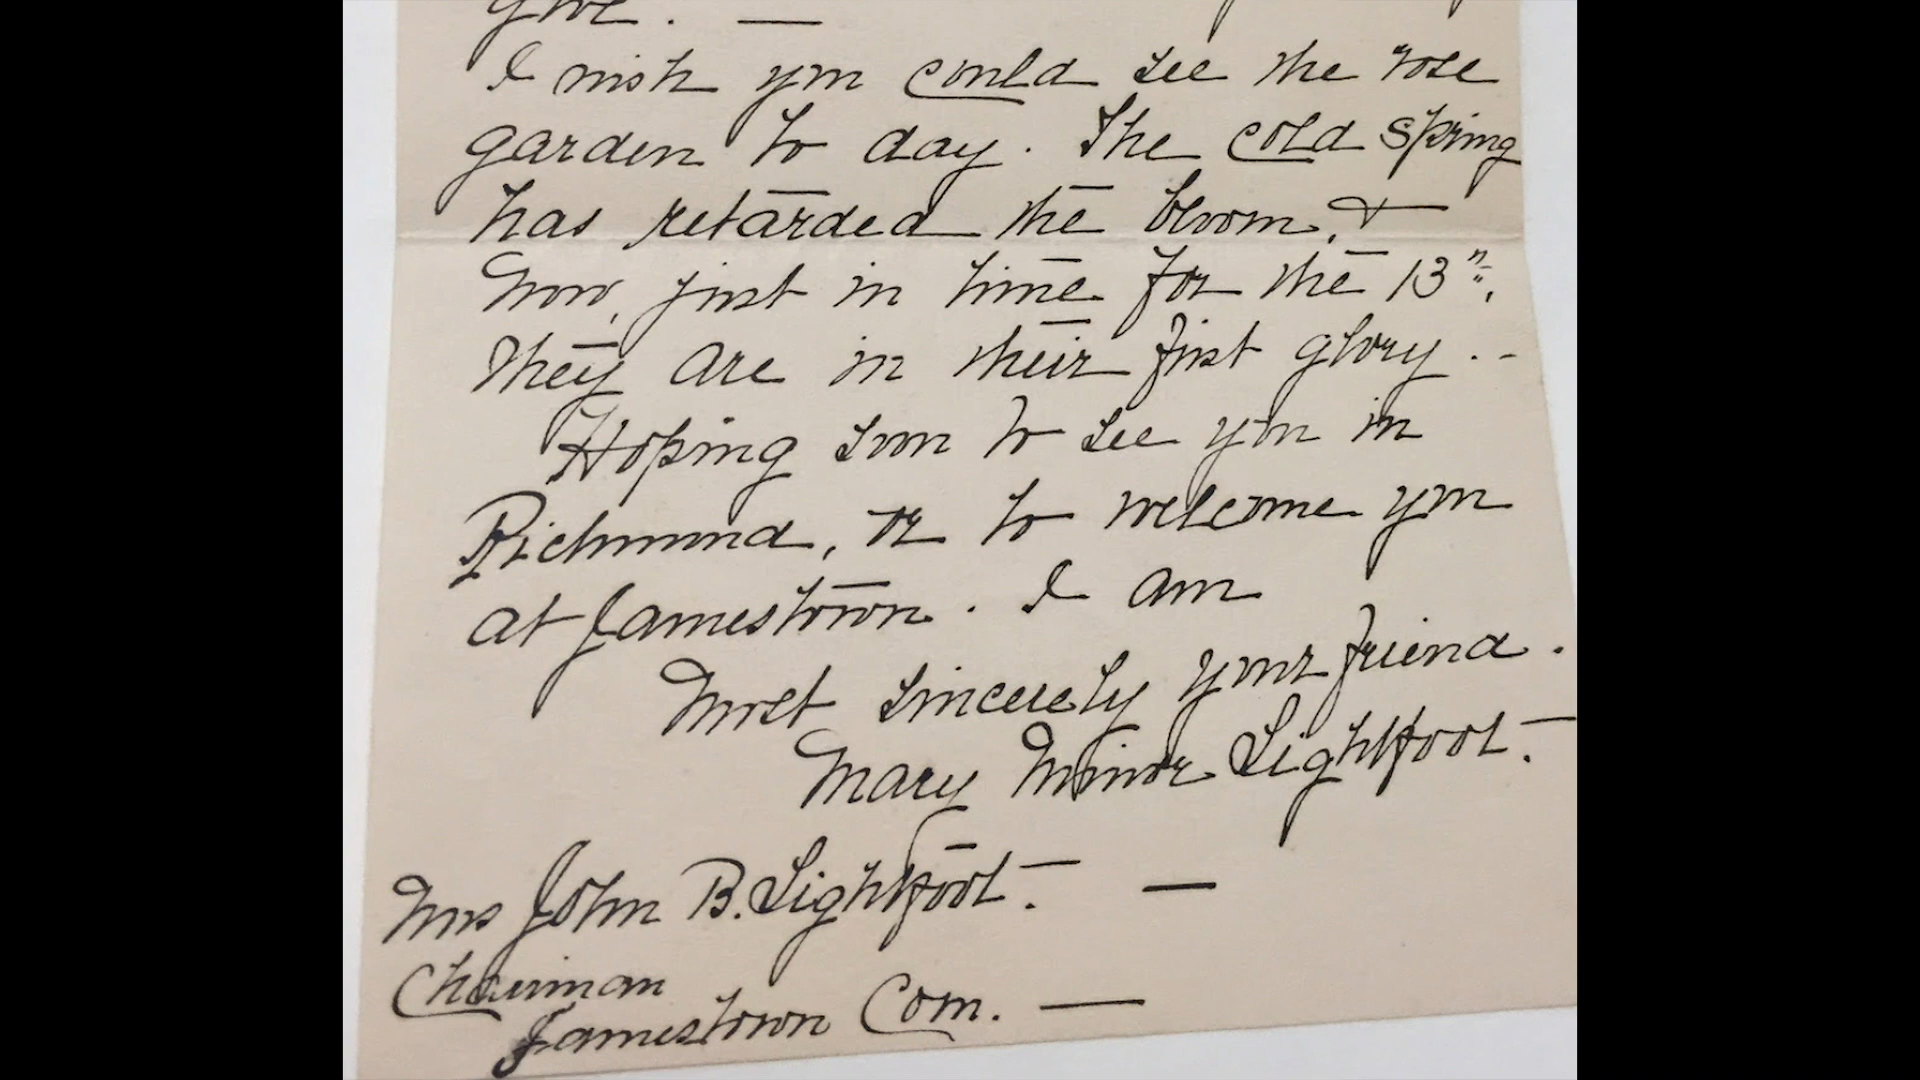 give. —
I wish you could see the rose
garden to day. The cold spring
has retarded the bloom, &
now, just in time for the 13th,
they are in their first glory. -
Hoping soon to see you in
Richmond, or to welcome you
at Jamestown. I am
Most sincerely your friend.
Mary Minor Lightfoot.
Mrs John B. Lightfoot. —
Chairman
Jamestown Com. —